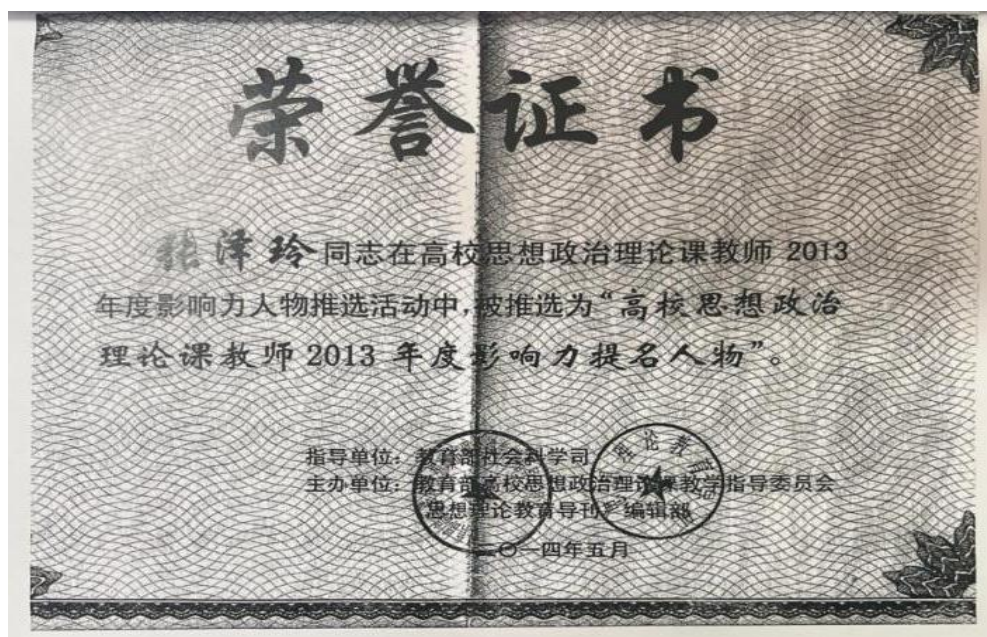 荣誉证书
张泽玲同志在高校思想政治理论课教师 2013
年度影响力人物推选活动中,被推选为“高校思想政治
理论课教师 2013 年度影响力提名人物”。
指导单位：教育部社会科学司
主办单位：教育部高校思想政治理论课教学指导委员会
《思想理论教育导刊》编辑部
二〇一四年五月